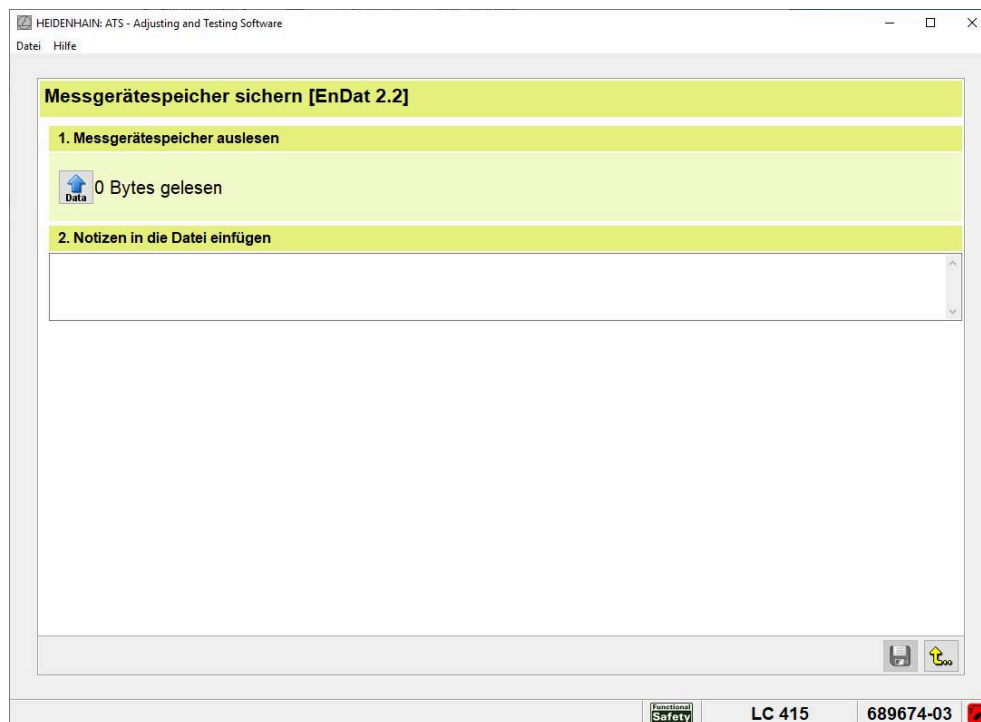 HEIDENHAIN: ATS - Adjusting and Testing Software
Datei Hilfe
Messgerätespeicher sichern [EnDat 2.2]
1. Messgerätespeicher auslesen
Data
0 Bytes gelesen
2. Notizen in die Datei einfügen
Functional
Safety
LC 415
689674-03